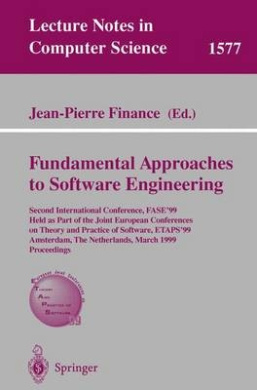 Lecture Notes in
Computer Science 1577
Jean-Pierre Finance (Ed.)
Fundamental Approaches
to Software Engineering
Second International Conference, FASE'99
Held as Part of the Joint European Conferences
on Theory and Practice of Software, ETAPS'99
Amsterdam, The Netherlands, March 1999
Proceedings
Springer